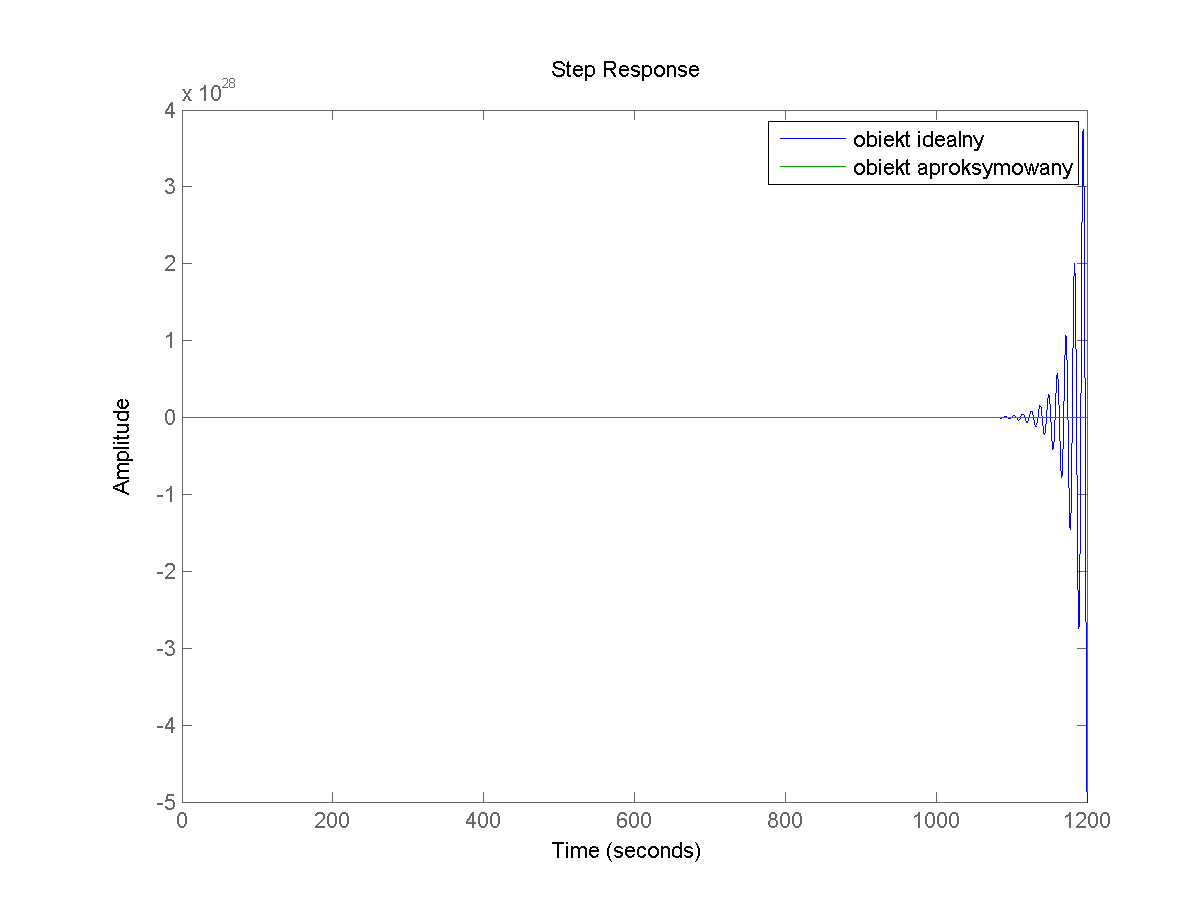 Step Response
x 10^28
obiekt idealny
obiekt aproksymowany
4
3
2
1
0
-1
-2
-3
-4
-5
Amplitude
0 200 400 600 800 1000 1200
Time (seconds)